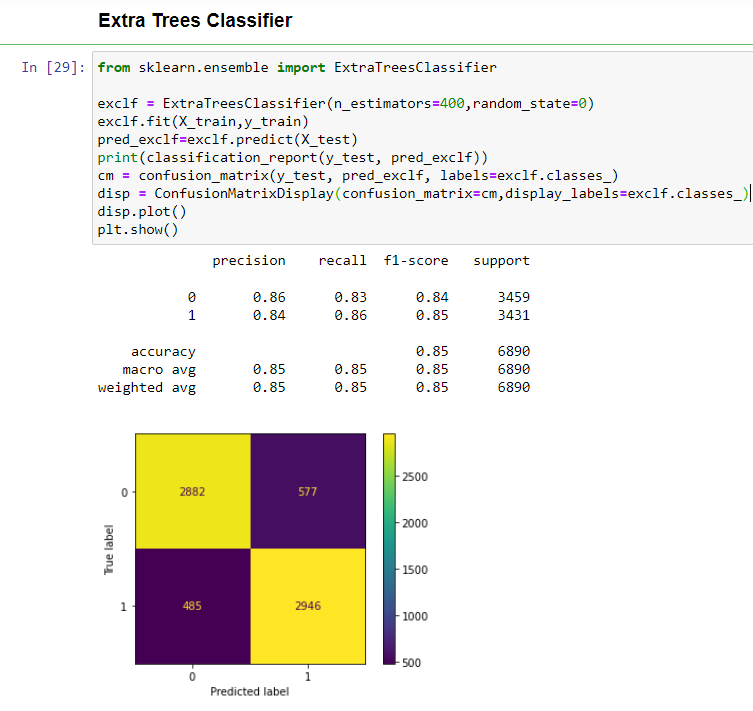 Extra Trees Classifier
In [29]: from sklearn.ensemble import ExtraTreesClassifier
exclf = ExtraTreesClassifier(n_estimators=400,random_state=0)
exclf.fit(X_train,y_train)
pred_exclf=exclf.predict(X_test)
print(classification_report(y_test, pred_exclf))
cm = confusion_matrix(y_test, pred_exclf, labels=exclf.classes_)
disp = ConfusionMatrixDisplay(confusion_matrix=cm,display_labels=exclf.classes_)
disp.plot()
plt.show()
precision recall f1-score support
0 0.86 0.83 0.84 3459
1 0.84 0.86 0.85 3431
accuracy 0.85 6890
macro avg 0.85 0.85 0.85 6890
weighted avg 0.85 0.85 0.85 6890
0 2882 577
1 485 2946
True label
0 1
Predicted label
2500
2000
1500
1000
500